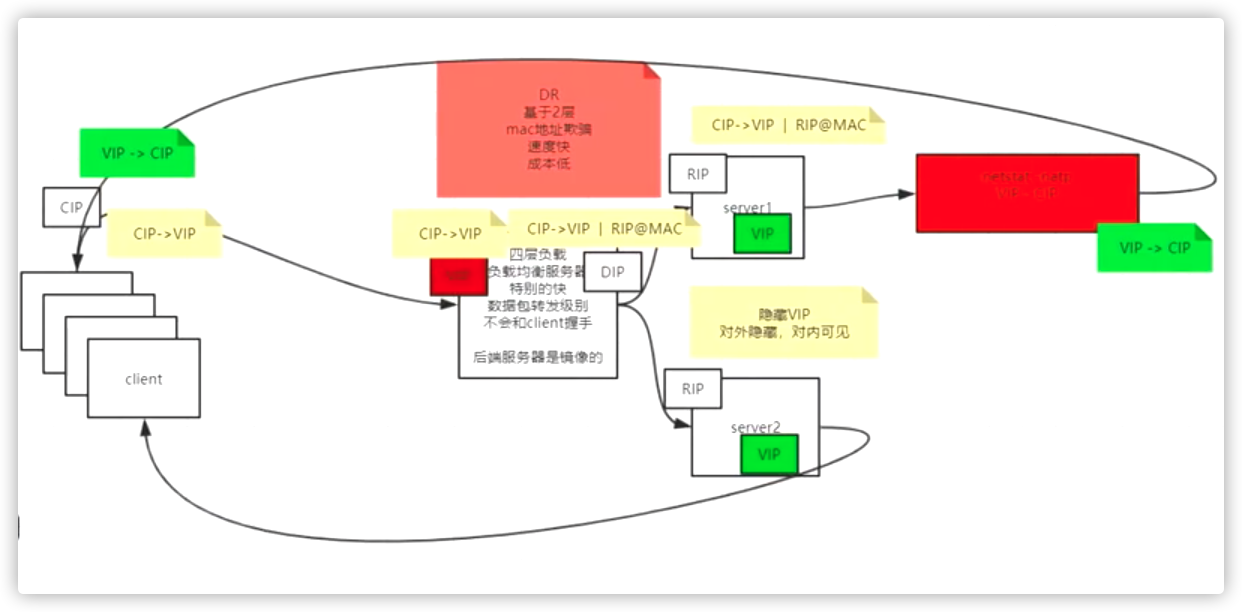 DR
基于2层
mac地址欺骗
速度快
成本低
CIP->VIP | RIP@MAC
VIP -> CIP
RIP
CIP
server1
VIP
CIP->VIP
CIP->VIP
CIP->VIP | RIP@MAC
VIP -> CIP
四层负载
负载均衡服务器
DIP
特别的快
数据包转发级别
不会和client握手
后端服务器是镜像的
隐藏VIP
对外隐藏，对内可见
client
RIP
server2
VIP